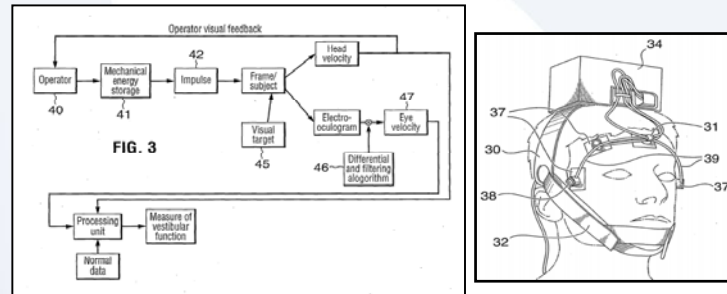 Operator visual feedback
Operator
40
Mechanical
energy
storage
41
42
Impulse
Frame/
subject
Head
velocity
Visual
target
45
Electro-
oculogram
47
Eye
velocity
46
Differential
and filtering
alogorithm
FIG. 3
Processing
unit
Measure of
vestibular
function
Normal
data
34
37
31
30
39
38
37
32